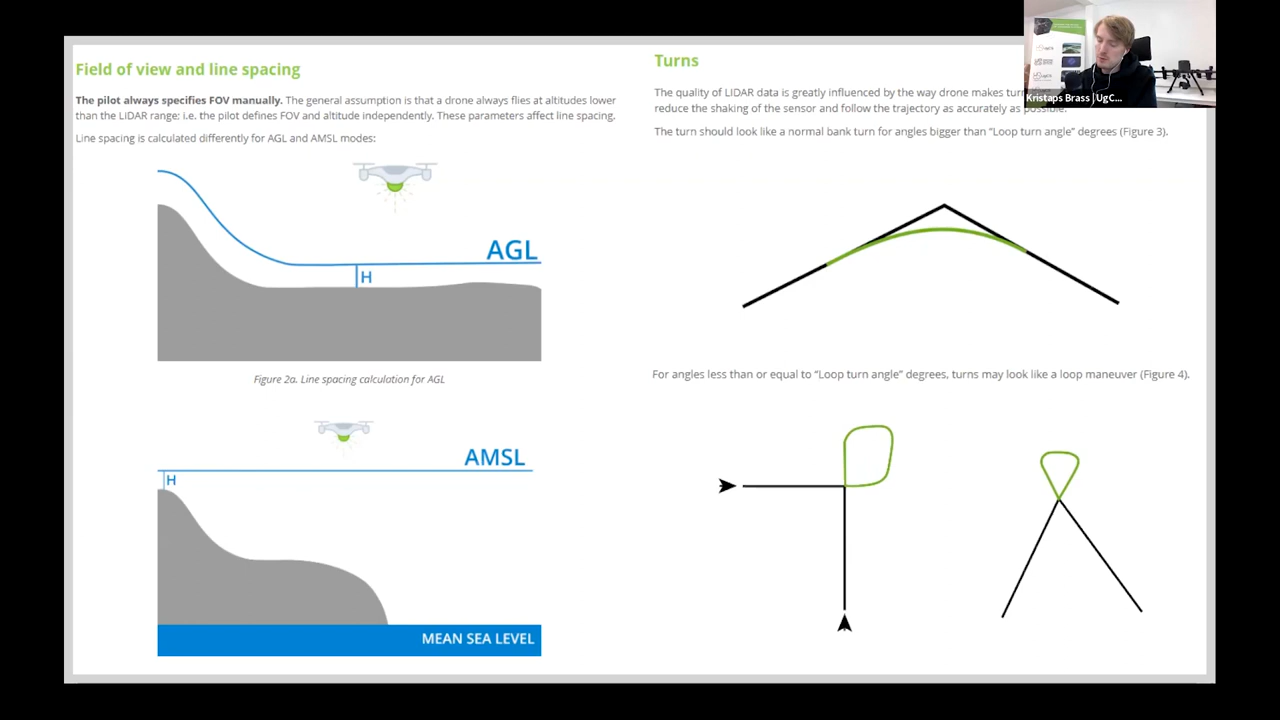 Field of view and line spacing
The pilot always specifies FOV manually. The general assumption is that a drone always flies at altitudes lower
than the LiDAR range; i.e. the pilot defines FOV and altitude independently. These parameters affect line spacing.
Line spacing is calculated differently for AGL and AMSL modes:
AGL
H
Figure 2a. Line spacing calculation for AGL
AMSL
H
MEAN SEA LEVEL
Turns
The quality of LIDAR data is greatly influenced by the way drone makes
reduce the shaking of the sensor and follow the trajectory as accurately as possible.
The turn should look like a normal bank turn for angles bigger than “Loop turn angle” degrees (Figure 3).
For angles less than or equal to “Loop turn angle” degrees, turns may look like a loop maneuver (Figure 4).
Kristaps Brass | UgC...